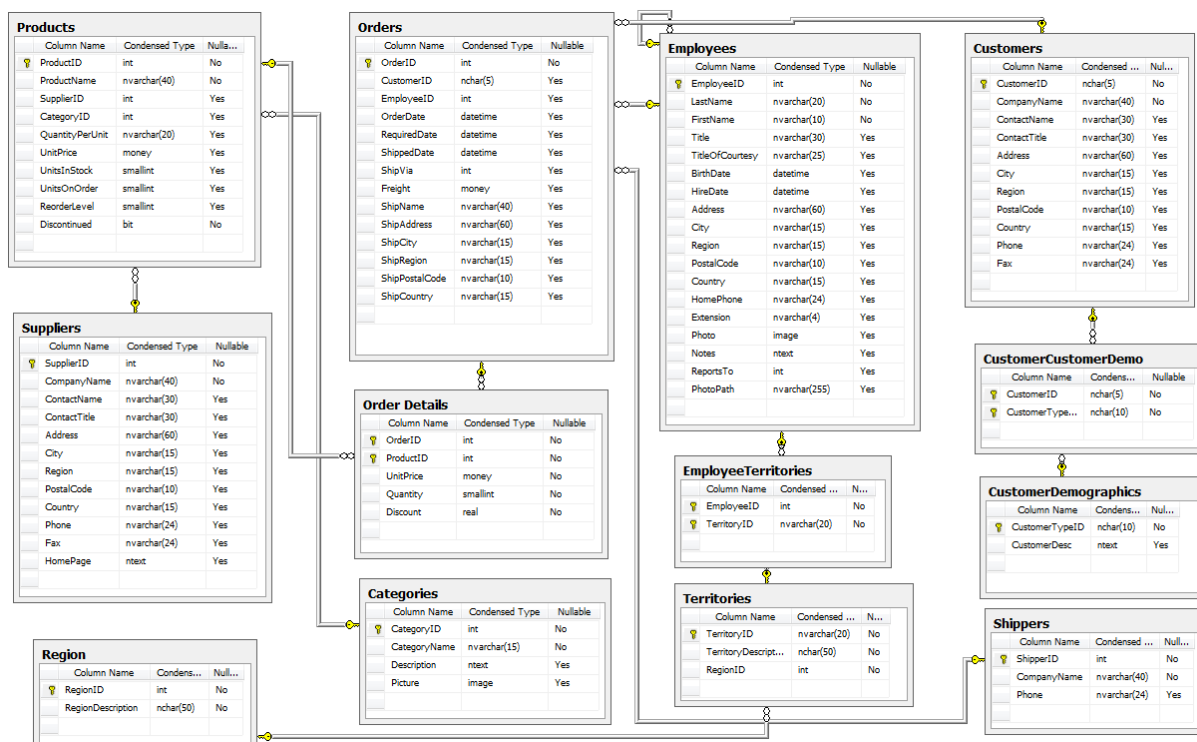 Products
Column Name Condensed Type Nulla...
ProductID int No
ProductName nvarchar(40) No
SupplierID int Yes
CategoryID int Yes
QuantityPerUnit nvarchar(20) Yes
UnitPrice money Yes
UnitsInStock smallint Yes
UnitsOnOrder smallint Yes
ReorderLevel smallint Yes
Discontinued bit No
Orders
Column Name Condensed Type Nullable
OrderID int No
CustomerID nchar(5) Yes
EmployeeID int Yes
OrderDate datetime Yes
RequiredDate datetime Yes
ShippedDate datetime Yes
ShipVia int Yes
Freight money Yes
ShipName nvarchar(40) Yes
ShipAddress nvarchar(60) Yes
ShipCity nvarchar(15) Yes
ShipRegion nvarchar(15) Yes
ShipPostalCode nvarchar(10) Yes
ShipCountry nvarchar(15) Yes
Employees
Column Name Condensed Type Nullable
EmployeeID int No
LastName nvarchar(20) No
FirstName nvarchar(10) No
Title nvarchar(30) Yes
TitleOfCourtesy nvarchar(25) Yes
BirthDate datetime Yes
HireDate datetime Yes
Address nvarchar(60) Yes
City nvarchar(15) Yes
Region nvarchar(15) Yes
PostalCode nvarchar(10) Yes
Country nvarchar(15) Yes
HomePhone nvarchar(24) Yes
Extension nvarchar(4) Yes
Photo image Yes
Notes ntext Yes
ReportsTo int Yes
PhotoPath nvarchar(255) Yes
Customers
Column Name Condensed ... Nul...
CustomerID nchar(5) No
CompanyName nvarchar(40) No
ContactName nvarchar(30) Yes
ContactTitle nvarchar(30) Yes
Address nvarchar(60) Yes
City nvarchar(15) Yes
Region nvarchar(15) Yes
PostalCode nvarchar(10) Yes
Country nvarchar(15) Yes
Phone nvarchar(24) Yes
Fax nvarchar(24) Yes
Suppliers
Column Name Condensed Type Nullable
SupplierID int No
CompanyName nvarchar(40) No
ContactName nvarchar(30) Yes
ContactTitle nvarchar(30) Yes
Address nvarchar(60) Yes
City nvarchar(15) Yes
Region nvarchar(15) Yes
PostalCode nvarchar(10) Yes
Country nvarchar(15) Yes
Phone nvarchar(24) Yes
Fax nvarchar(24) Yes
HomePage ntext Yes
Order Details
Column Name Condensed Type Nullable
OrderID int No
ProductID int No
UnitPrice money No
Quantity smallint No
Discount real No
CustomerCustomerDemo
Column Name Condens... Nullable
CustomerID nchar(5) No
CustomerType... nchar(10) No
EmployeeTerritories
Column Name Condensed ... N...
EmployeeID int No
TerritoryID nvarchar(20) No
CustomerDemographics
Column Name Condens... Nul...
CustomerTypeID nchar(10) No
CustomerDesc ntext Yes
Categories
Column Name Condensed Type Nullable
CategoryID int No
CategoryName nvarchar(15) No
Description ntext Yes
Picture image Yes
Territories
Column Name Condensed ... N...
TerritoryID nvarchar(20) No
TerritoryDescript... nchar(50) No
RegionID int No
Shippers
Column Name Condensed ... Null...
ShipperID int No
CompanyName nvarchar(40) No
Phone nvarchar(24) Yes
Region
Column Name Condens... Null...
RegionID int No
RegionDescription nchar(50) No